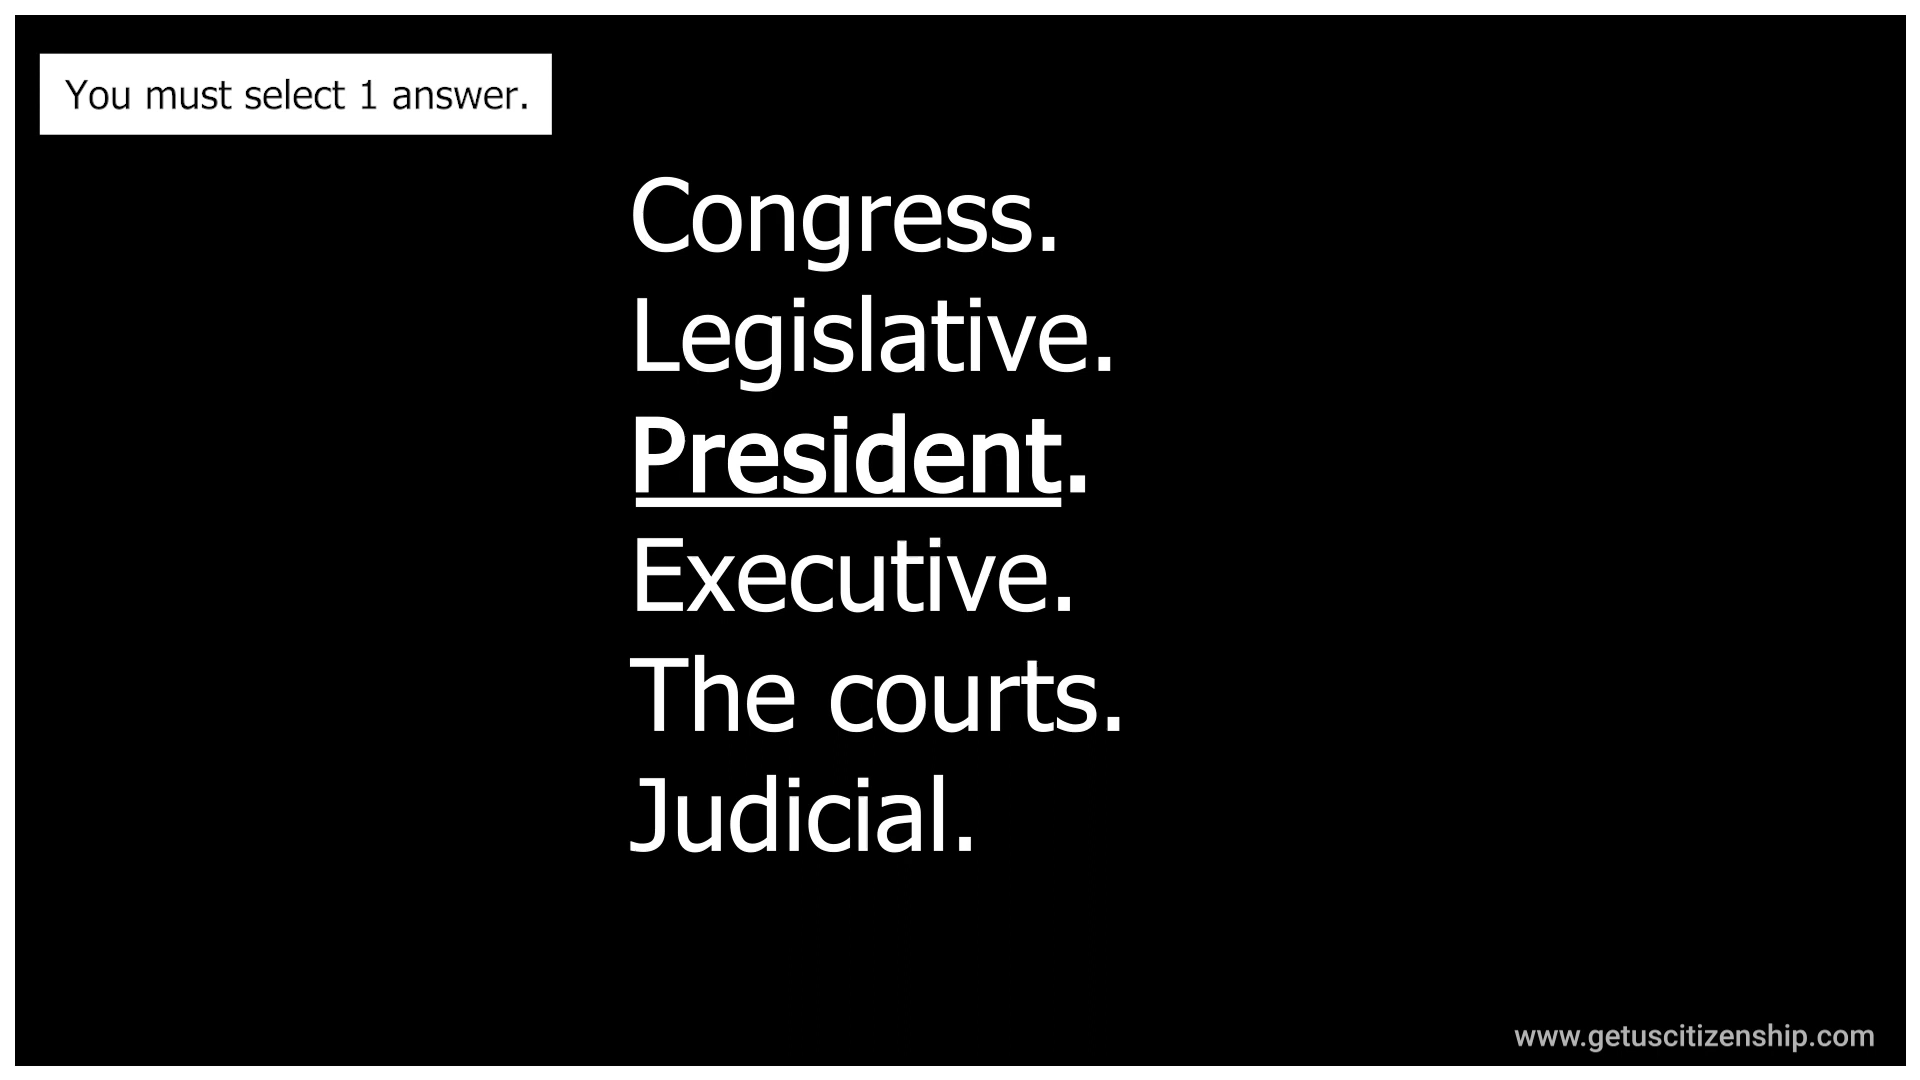 You must select 1 answer.
Congress.
Legislative.
President.
Executive.
The courts.
Judicial.
www.getuscitizenship.com